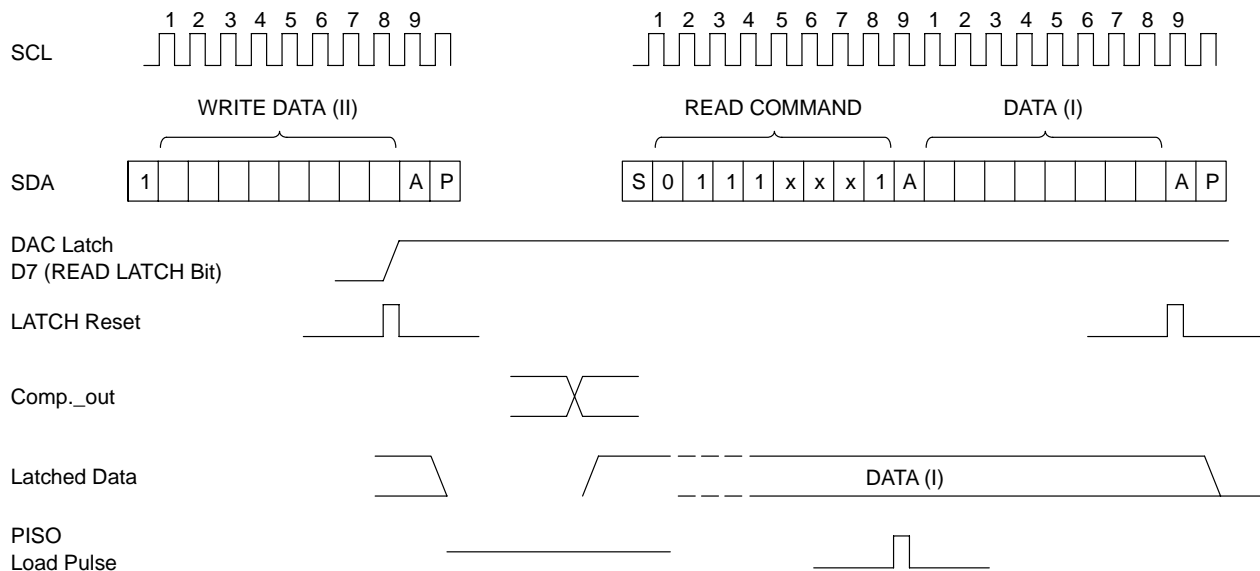 1 2 3 4 5 6 7 8 9 1 2 3 4 5 6 7 8 9 1 2 3 4 5 6 7 8 9
SCL
WRITE DATA (II) READ COMMAND DATA (I)
SDA 1 A P S 0 1 1 1 x x x 1 A A P
DAC Latch
D7 (READ LATCH Bit)
LATCH Reset
Comp._out
Latched Data DATA (I)
PISO
Load Pulse